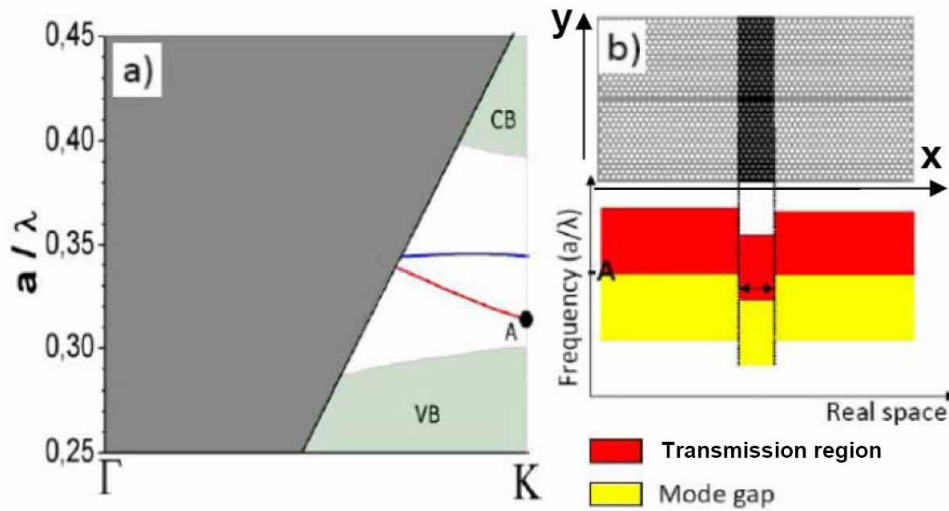 0,45
0,40
0,35
0,30
0,25
a / λ
a)
CB
A
VB
Γ
K
y
b)
x
Frequency (a/λ)
A
Real space
Transmission region
Mode gap